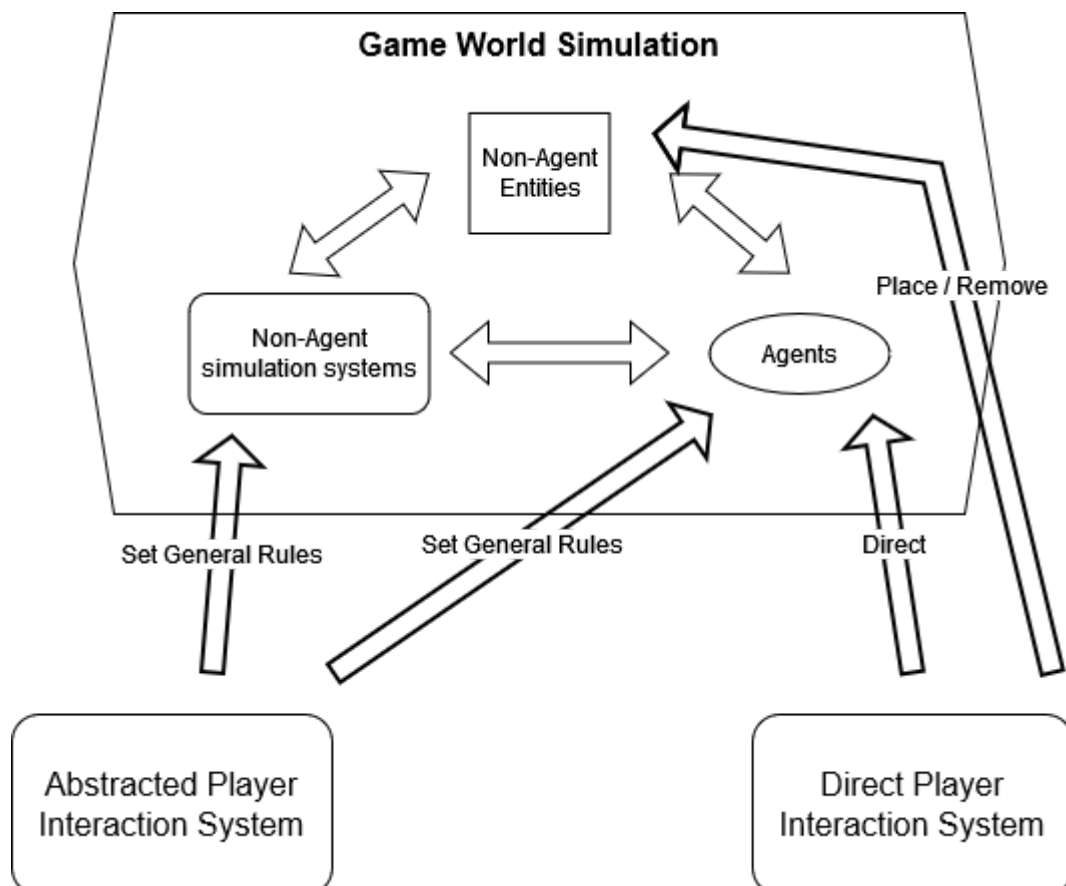 Game World Simulation
Non-Agent
Entities
Place / Remove
Non-Agent
simulation systems
Agents
Set General Rules
Set General Rules
Direct
Abstracted Player
Interaction System
Direct Player
Interaction System